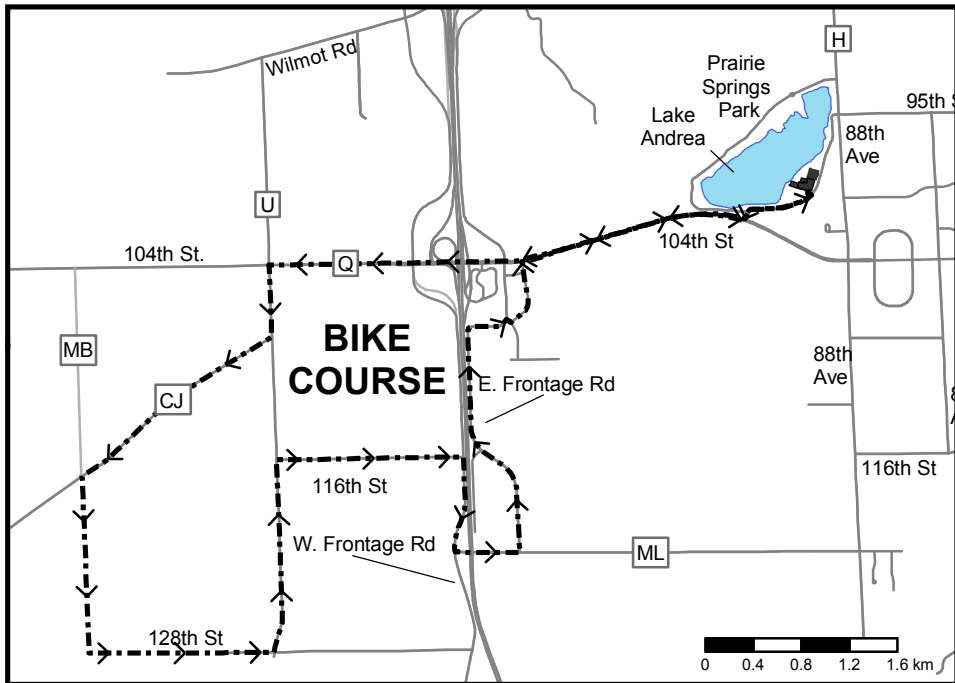 H
Wilmot Rd
Prairie
Springs
Park
95th S
Lake
Andrea
88th
Ave
U
104th St
104th St.
Q
BIKE
COURSE
MB
88th
Ave
E. Frontage Rd
CJ
116th St
116th St
W. Frontage Rd
ML
128th St
0 0.4 0.8 1.2 1.6 km